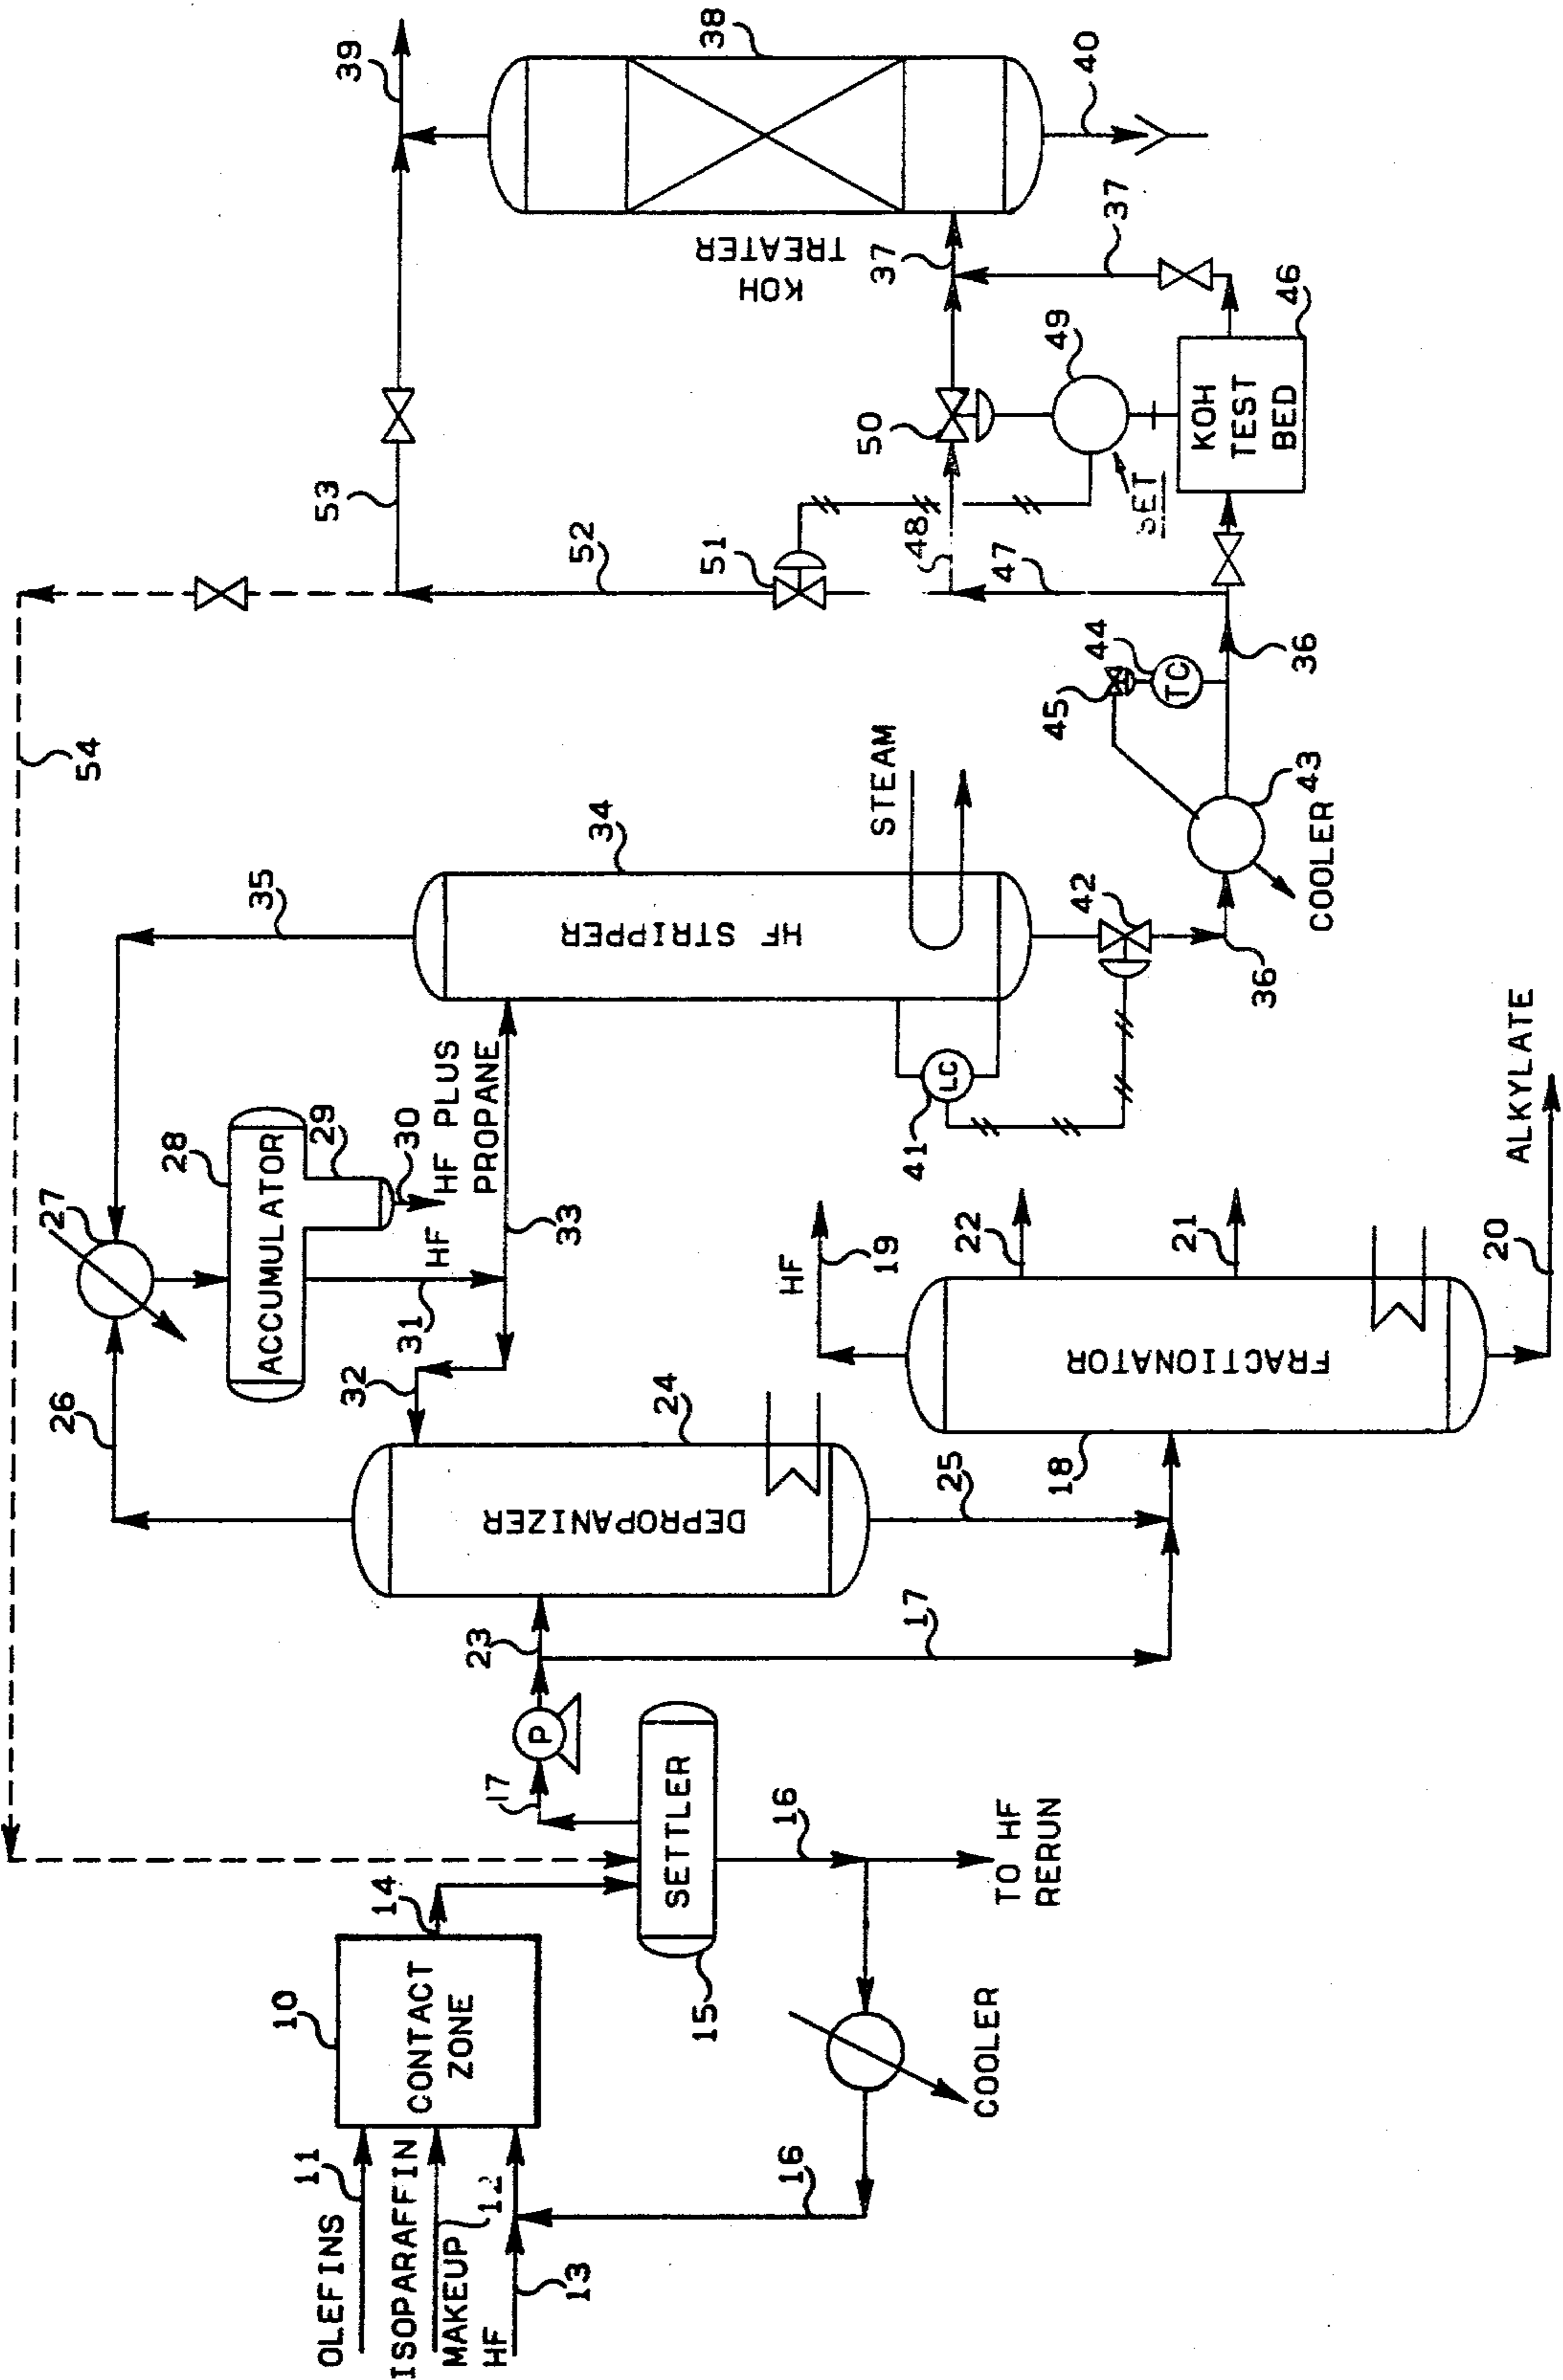 OLEFINS
11
ISOPARAFFIN
12
MAKEUP
HF
13
10
CONTACT
ZONE
14
16
COOLER
15
SETTLER
16
TO HF
RERUN
17
P
23
17
DEPROPANIZER
24
25
26
27
28
ACCUMULATOR
29
30
31
HF
32
HF PLUS
PROPANE
33
18
FRACTIONATOR
HF
19
22
21
20
ALKYLATE
35
34
HF STRIPPER
STEAM
LC
41
42
36
43
COOLER
TC
44
45
36
54
47
48
52
51
53
50
49
SET
KOH
TEST
BED
46
37
37
KOH
TREATER
38
39
40